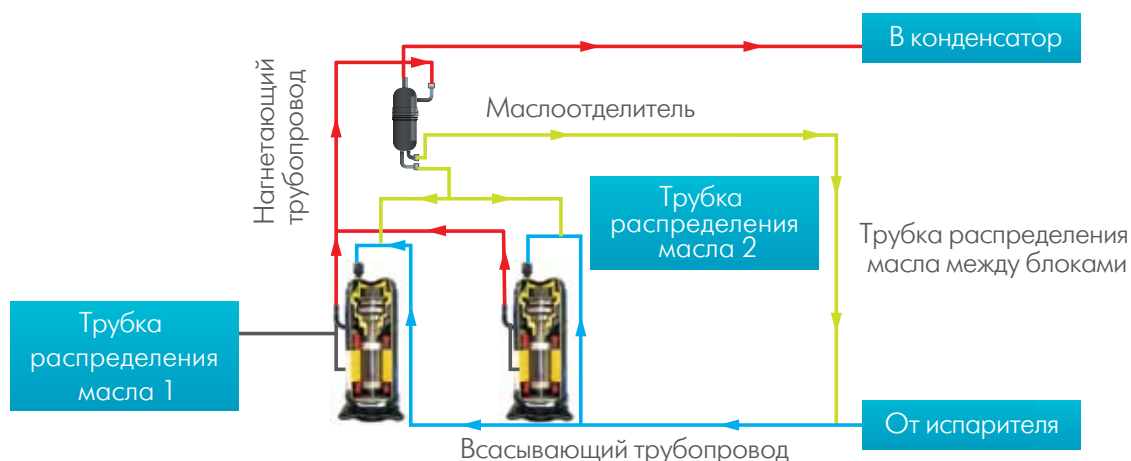 В конденсатор
Нагнетающий
трубопровод
Маслоотделитель
Трубка
распределения
масла 2
Трубка распределения
масла между блоками
Трубка
распределения
масла 1
От испарителя
Всасывающий трубопровод